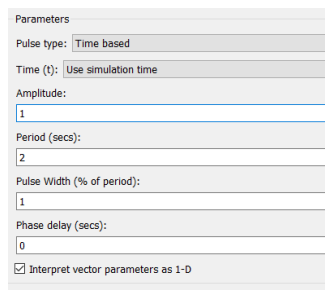 Parameters
Pulse type: Time based
Time (t): Use simulation time
Amplitude:
1
Period (secs):
2
Pulse Width (% of period):
1
Phase delay (secs):
0
Interpret vector parameters as 1-D